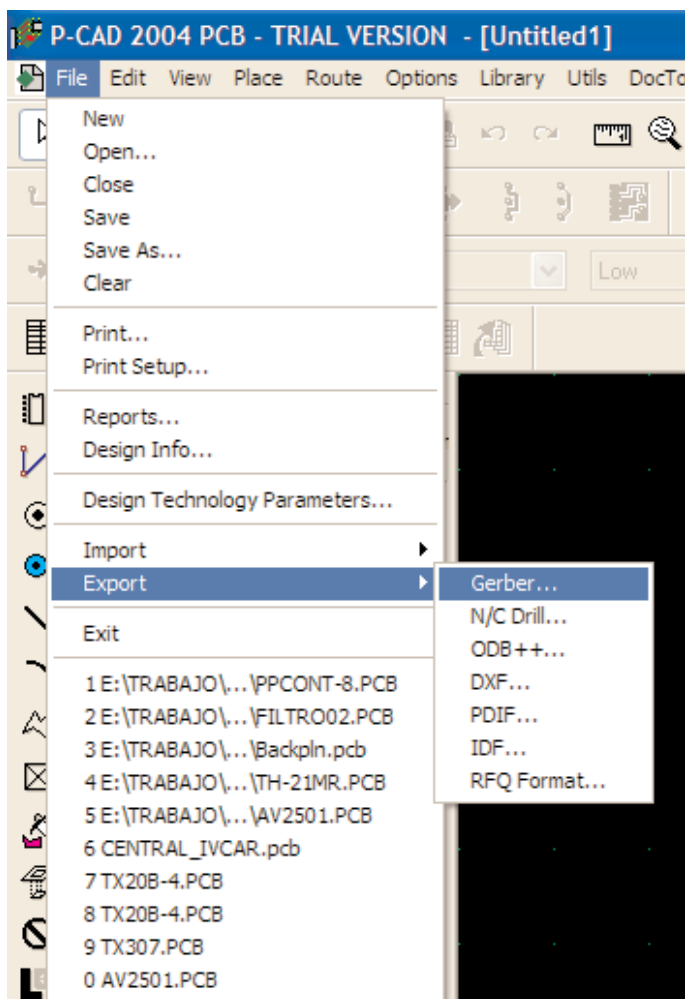 P-CAD 2004 PCB - TRIAL VERSION - [Untitled1]
File Edit View Place Route Options Library Utils DocTo
New
Open...
Close
Save
Save As...
Clear
Low
Print...
Print Setup...
Reports...
Design Info...
Design Technology Parameters...
Import
Export
Exit
Gerber...
N/C Drill...
ODB++...
DXF...
PDIF...
IDF...
RFQ Format...
1 E:\TRABAJO\...\PPCONT-8.PCB
2 E:\TRABAJO\...\FILTRO02.PCB
3 E:\TRABAJO\...\Backpln.pcb
4 E:\TRABAJO\...\TH-21MR.PCB
5 E:\TRABAJO\...\AV2501.PCB
6 CENTRAL_IVCAR.pcb
7 TX20B-4.PCB
8 TX20B-4.PCB
9 TX307.PCB
0 AV2501.PCB